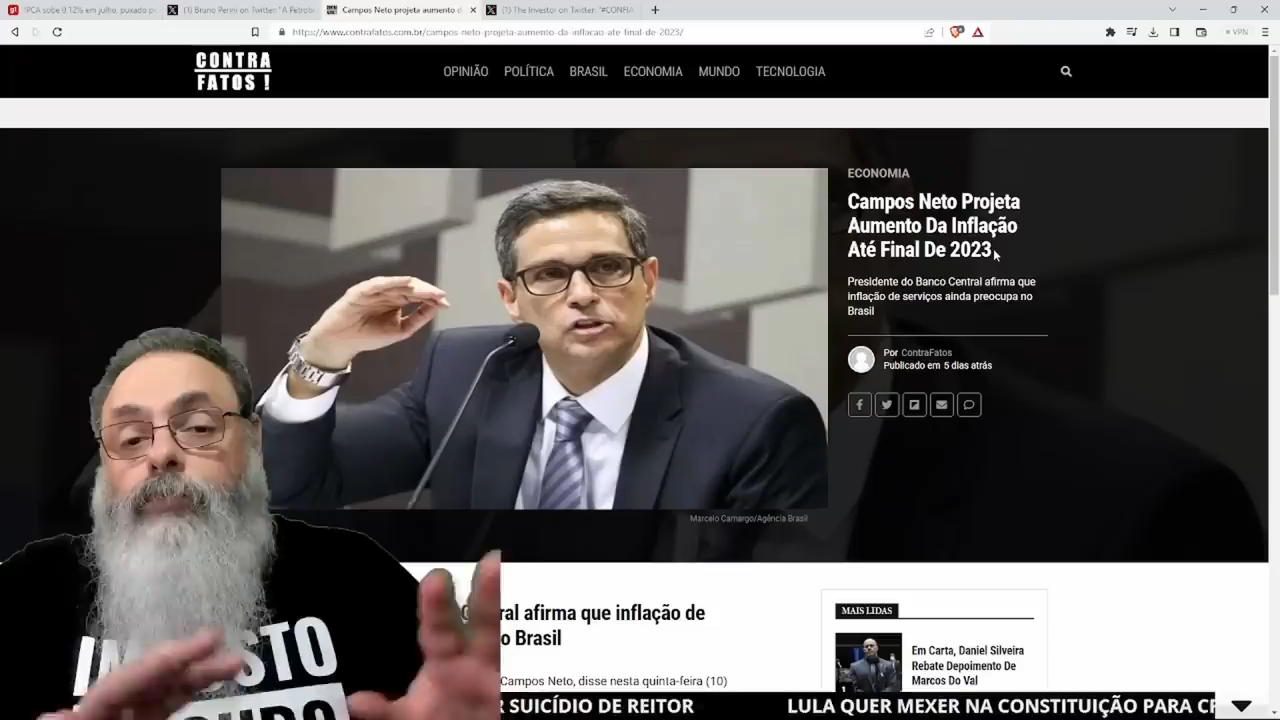 IPCA sobe 0,12% em julho, puxado p
(1) Bruno Perini on Twitter: "A Petrob
Campos Neto projeta aumento d
(1) The Investor on Twitter: "#CONFIA
https://www.contrafatos.com.br/campos-neto-projeta-aumento-da-inflacao-ate-final-de-2023/
VPN
CONTRA
FATOS !
OPINIÃO POLÍTICA BRASIL ECONOMIA MUNDO TECNOLOGIA
ECONOMIA
Campos Neto Projeta
Aumento Da Inflação
Até Final De 2023
Presidente do Banco Central afirma que
inflação de serviços ainda preocupa no
Brasil
Por ContraFatos
Publicado em 5 dias atrás
Marcelo Camargo/Agência Brasil
ral afirma que inflação de
o Brasil
Campos Neto, disse nesta quinta-feira (10)
MAIS LIDAS
Em Carta, Daniel Silveira
Rebate Depoimento De
Marcos Do Val
R SUICÍDIO DE REITOR
LULA QUER MEXER NA CONSTITUIÇÃO PARA CR